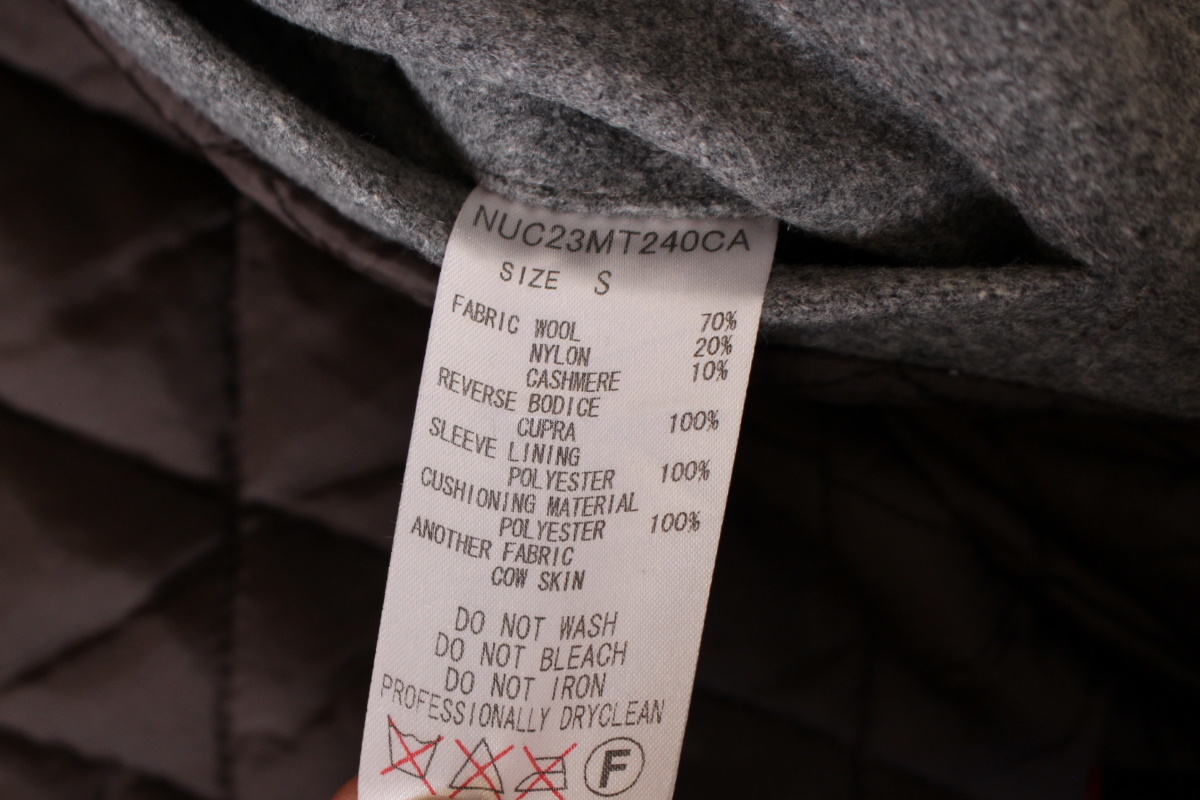 NUC23MT240CA
SIZE S
FABRIC WOOL 70%
NYLON 20%
CASHMERE 10%
REVERSE BODICE
CUPRA 100%
SLEEVE LINING
POLYESTER 100%
CUSHIONING MATERIAL
POLYESTER 100%
ANOTHER FABRIC
COW SKIN
DO NOT WASH
DO NOT BLEACH
DO NOT IRON
PROFESSIONALLY DRYCLEAN
F